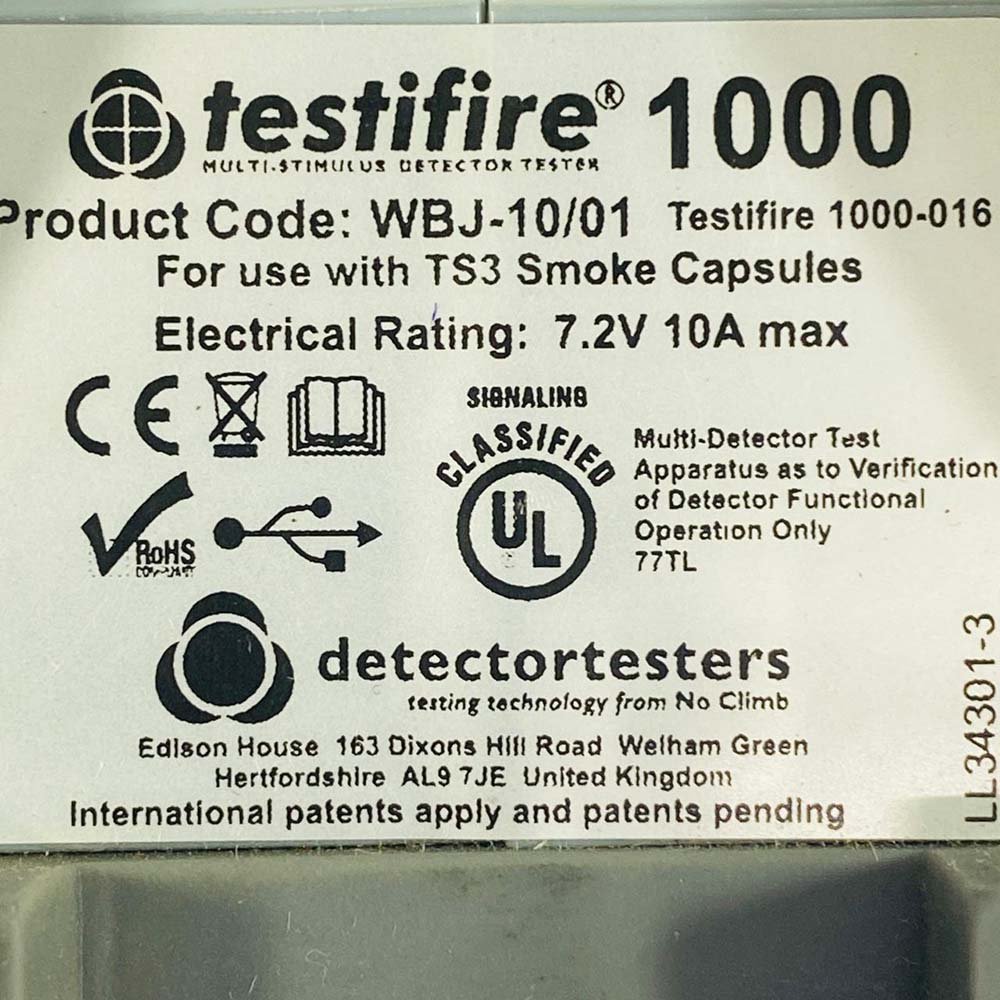 testifire® 1000
MULTI-STIMULUS DETECTOR TESTER
Product Code: WBJ-10/01 Testifire 1000-016
For use with TS3 Smoke Capsules
Electrical Rating: 7.2V 10A max
CE
SIGNALING
CLASSIFIED
UL
Multi-Detector Test
Apparatus as to Verification
of Detector Functional
Operation Only
77TL
RoHS
COMPLIANT
detectortesters
testing technology from No Climb
Edison House 163 Dixons Hill Road Welham Green
Hertfordshire AL9 7JE United Kingdom
International patents apply and patents pending
LL34301-3